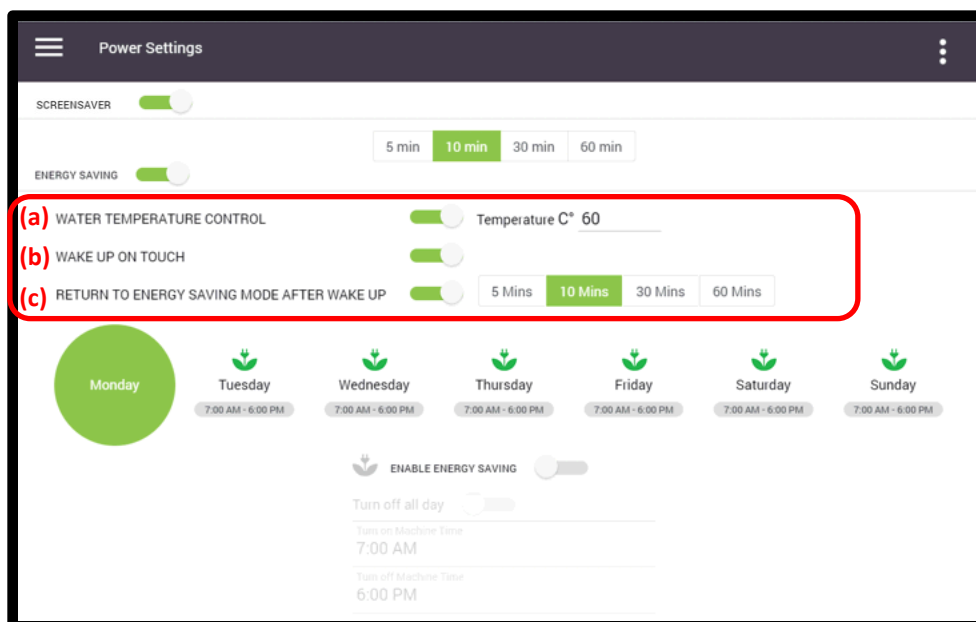 Power Settings
SCREENSAVER
5 min 10 min 30 min 60 min
ENERGY SAVING
(a) WATER TEMPERATURE CONTROL Temperature C° 60
(b) WAKE UP ON TOUCH
(c) RETURN TO ENERGY SAVING MODE AFTER WAKE UP 5 Mins 10 Mins 30 Mins 60 Mins
Monday Tuesday Wednesday Thursday Friday Saturday Sunday
7:00 AM - 6:00 PM 7:00 AM - 6:00 PM 7:00 AM - 6:00 PM 7:00 AM - 6:00 PM 7:00 AM - 6:00 PM 7:00 AM - 6:00 PM
ENABLE ENERGY SAVING
Turn off all day
Turn on Machine Time
7:00 AM
Turn off Machine Time
6:00 PM